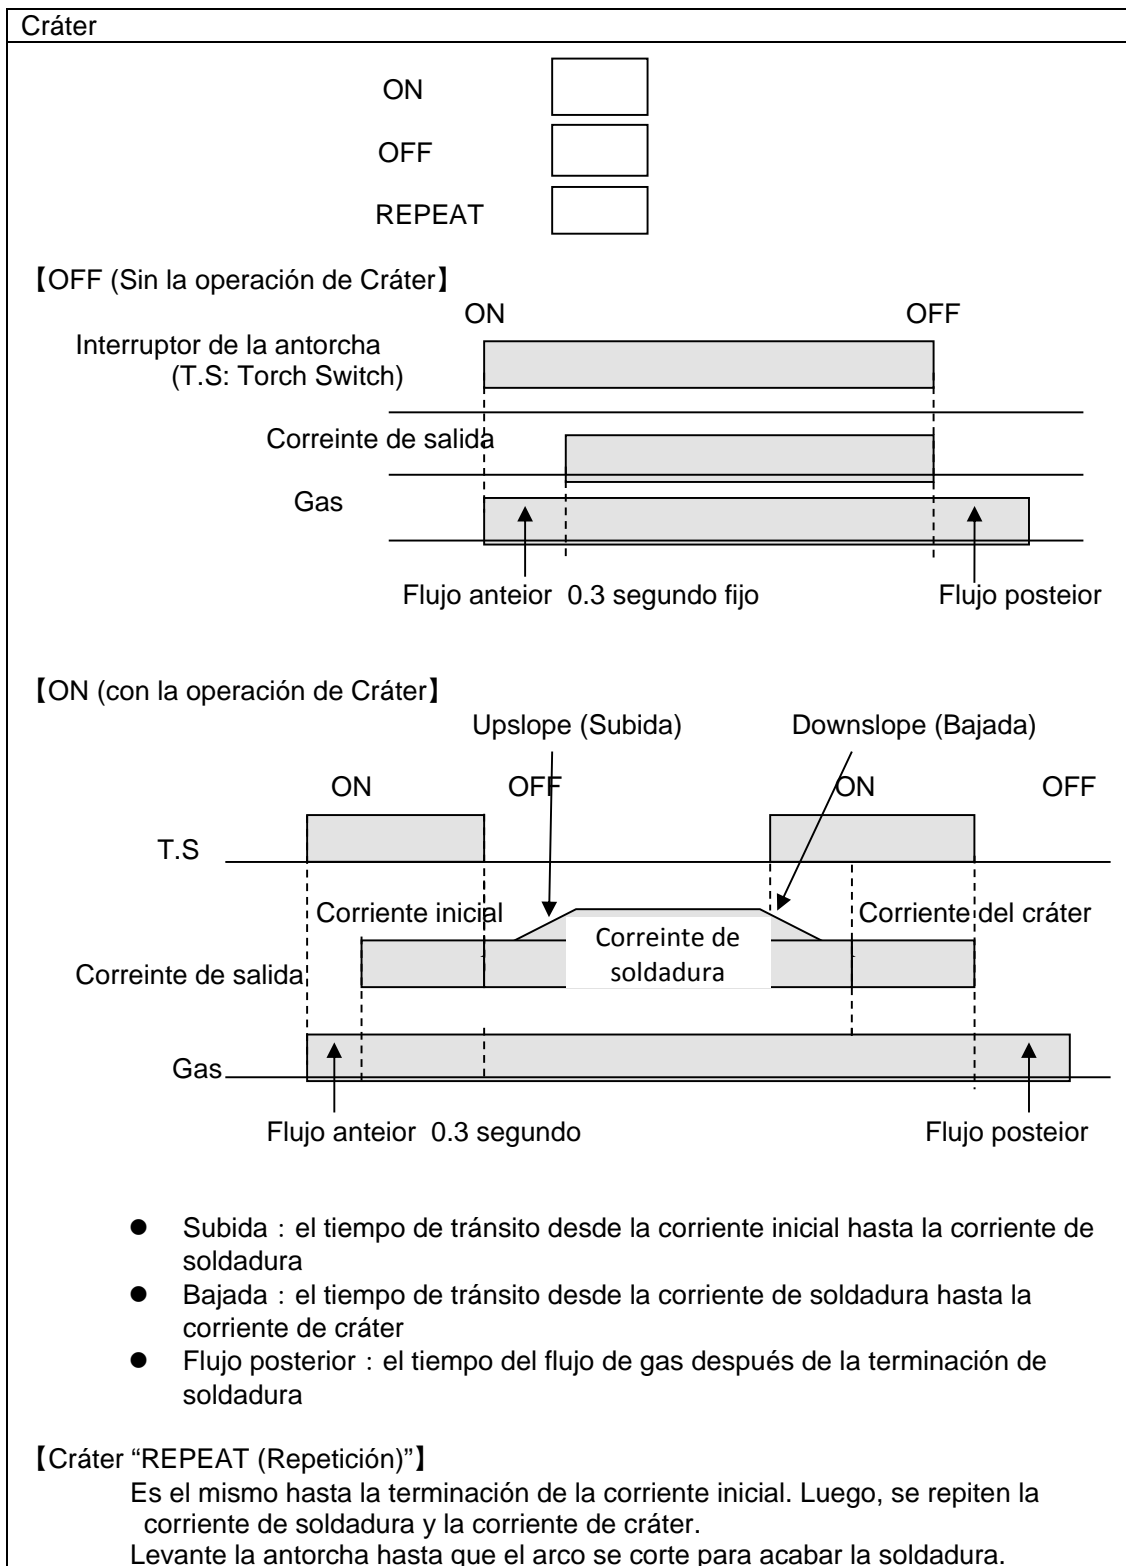 Cráter
ON
OFF
REPEAT
【OFF (Sin la operación de Cráter】
ON OFF
Interruptor de la antorcha
(T.S: Torch Switch)
Correinte de salida
Gas
Flujo anteior 0.3 segundo fijo Flujo posteior
【ON (con la operación de Cráter】
Upslope (Subida) Downslope (Bajada)
ON OFF ON OFF
T.S
Corriente inicial Corriente del cráter
Correinte de
soldadura
Correinte de salida
Gas
Flujo anteior 0.3 segundo Flujo posteior
● Subida : el tiempo de tránsito desde la corriente inicial hasta la corriente de
soldadura
● Bajada : el tiempo de tránsito desde la corriente de soldadura hasta la
corriente de cráter
● Flujo posterior : el tiempo del flujo de gas después de la terminación de
soldadura
【Cráter “REPEAT (Repetición)”】
Es el mismo hasta la terminación de la corriente inicial. Luego, se repiten la
corriente de soldadura y la corriente de cráter.
Levante la antorcha hasta que el arco se corte para acabar la soldadura.